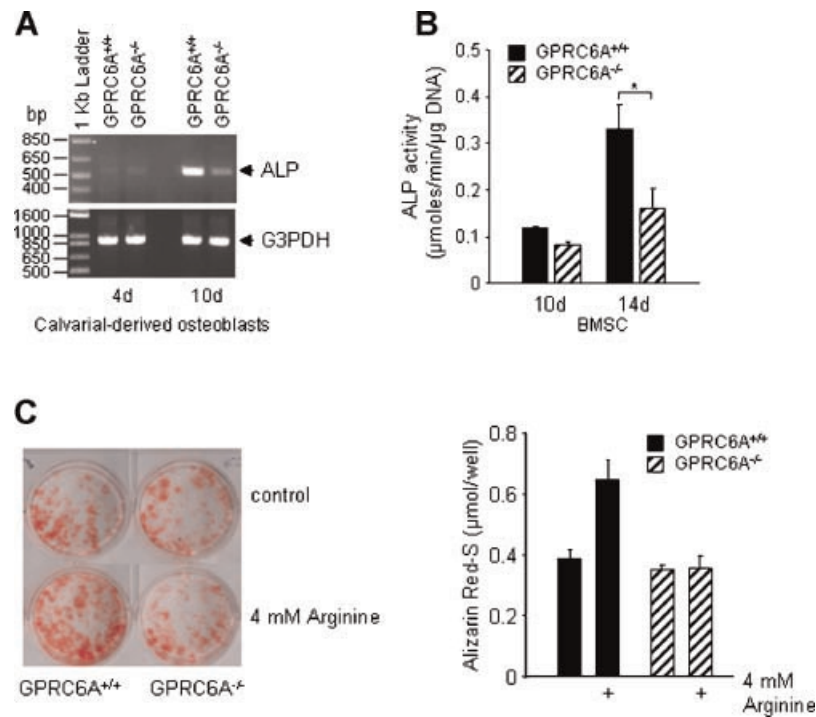 A
bp
1 Kb Ladder
GPRC6A+/+
GPRC6A-/-
GPRC6A+/+
GPRC6A-/-
850
650
500
400
ALP
1600
1000
850
650
500
G3PDH
4d
10d
Calvarial-derived osteoblasts
B
GPRC6A+/+
GPRC6A-/-
ALP activity
(μmoles/min/μg DNA)
0.5
0.4
0.3
0.2
0.1
0
*
10d
14d
BMSC
C
control
4 mM Arginine
GPRC6A+/+
GPRC6A-/-
GPRC6A+/+
GPRC6A-/-
Alizarin Red-S (μmol/well)
0.8
0.6
0.4
0.2
0
+
+
4 mM
Arginine